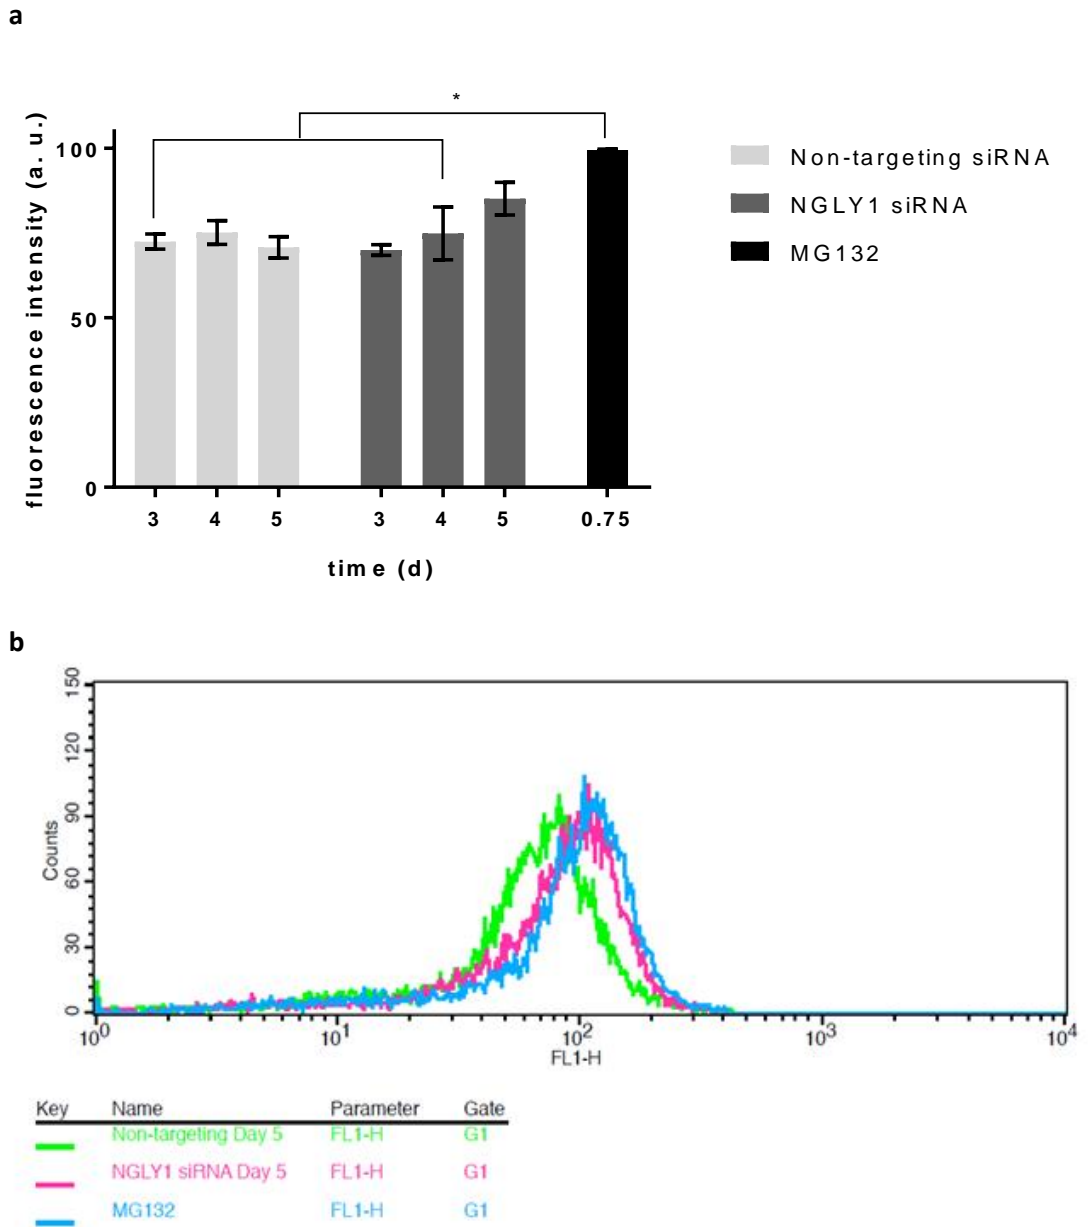 a
*
fluorescence intensity (a. u.)
100
50
0
3 4 5 3 4 5 0.75
time (d)
Non-targeting siRNA
NGLY1 siRNA
MG132
b
Counts
150
120
90
60
30
0
10^0 10^1 10^2 10^3 10^4
FL1-H
Key Name Parameter Gate
Non-targeting Day 5 FL1-H G1
NGLY1 siRNA Day 5 FL1-H G1
MG132 FL1-H G1